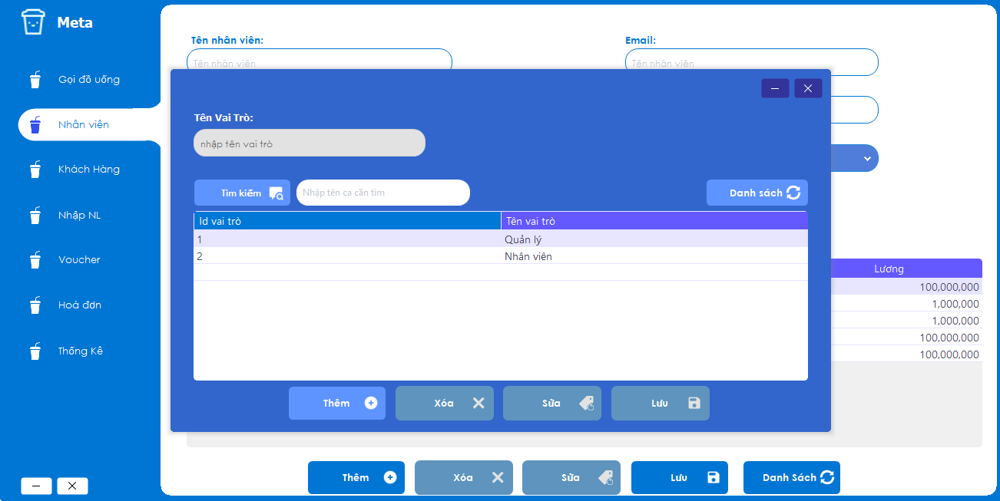 Meta
Gọi đồ uống
Nhân viên
Khách Hàng
Nhập NL
Voucher
Hoá đơn
Thống Kê
Tên nhân viên:
Email:
Tên nhân viên
Tên nhân viên
Tên Vai Trò:
nhập tên vai trò
Tìm kiếm
Nhập tên ca cần tìm
Danh sách
Id vai trò
Tên vai trò
1
Quản lý
2
Nhân viên
Lương
100,000,000
1,000,000
1,000,000
100,000,000
100,000,000
Thêm
Xóa
Sửa
Lưu
Thêm
Xóa
Sửa
Lưu
Danh Sách